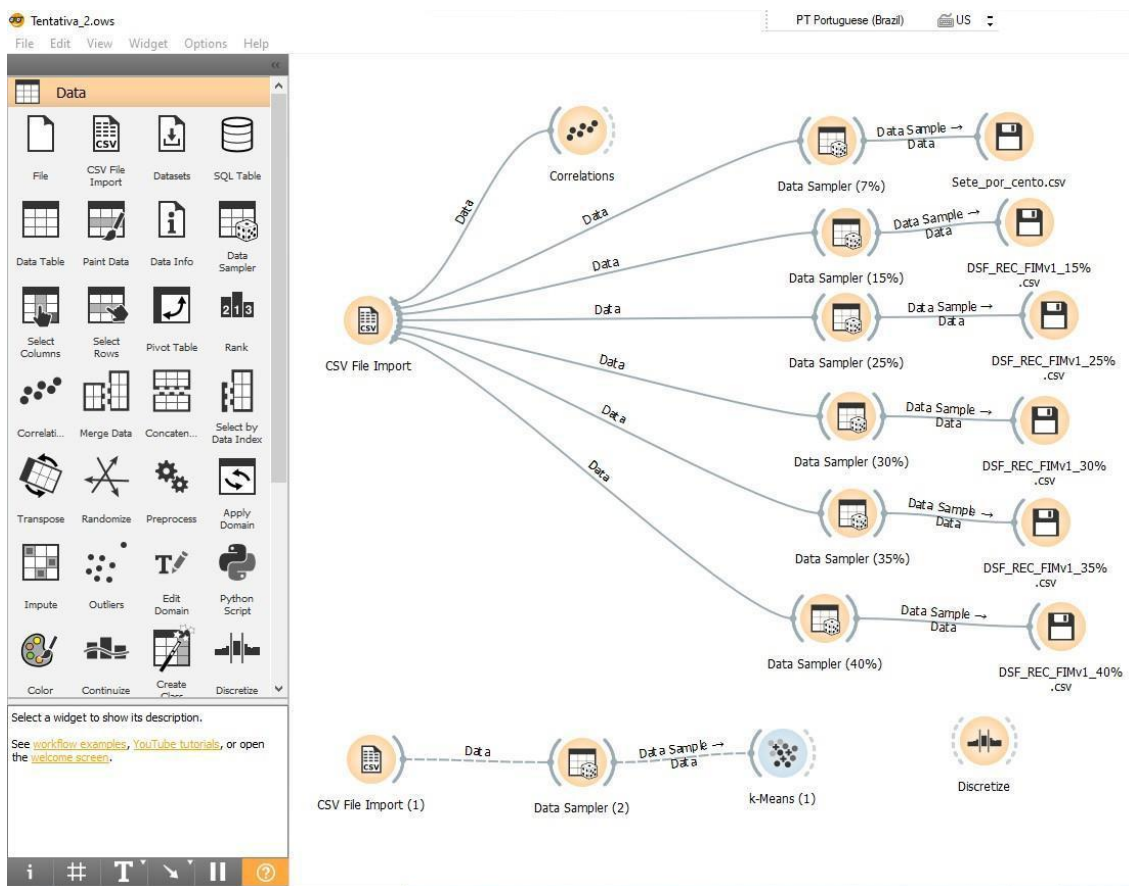 Tentativa_2.ows
PT Portuguese (Brazil)
US
File Edit View Widget Options Help
Data
File
CSV File
Import
Datasets
SQL Table
Data Table
Paint Data
Data Info
Data
Sampler
Select
Columns
Select
Rows
Pivot Table
Rank
Correlati...
Merge Data
Concaten...
Select by
Data Index
Transpose
Randomize
Preprocess
Apply
Domain
Impute
Outliers
Edit
Domain
Python
Script
Color
Continuize
Create
Class
Discretize
Select a widget to show its description.
See workflow examples, YouTube tutorials, or open
the welcome screen.
Correlations
Data
CSV File Import
Data
Data Sampler (7%)
Data Sample →
Data
Sete_por_cento.csv
Data
Data Sampler (15%)
Data Sample →
Data
DSF_REC_FIMv1_15%
.csv
Data
Data Sampler (25%)
Data Sample →
Data
DSF_REC_FIMv1_25%
.csv
Data
Data Sampler (30%)
Data Sample →
Data
DSF_REC_FIMv1_30%
.csv
Data
Data Sampler (35%)
Data Sample →
Data
DSF_REC_FIMv1_35%
.csv
Data
Data Sampler (40%)
Data Sample →
Data
DSF_REC_FIMv1_40%
.csv
CSV File Import (1)
Data
Data Sampler (2)
Data Sample →
Data
k-Means (1)
Discretize